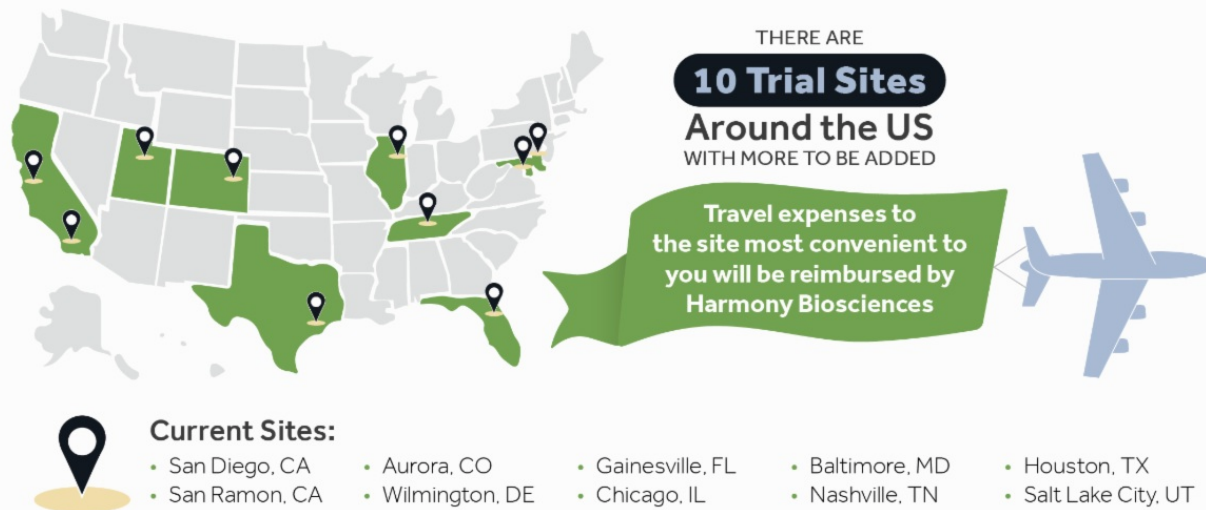 THERE ARE
10 Trial Sites
Around the US
WITH MORE TO BE ADDED
Travel expenses to
the site most convenient to
you will be reimbursed by
Harmony Biosciences
Current Sites:
• San Diego, CA
• San Ramon, CA
• Aurora, CO
• Wilmington, DE
• Gainesville, FL
• Chicago, IL
• Baltimore, MD
• Nashville, TN
• Houston, TX
• Salt Lake City, UT